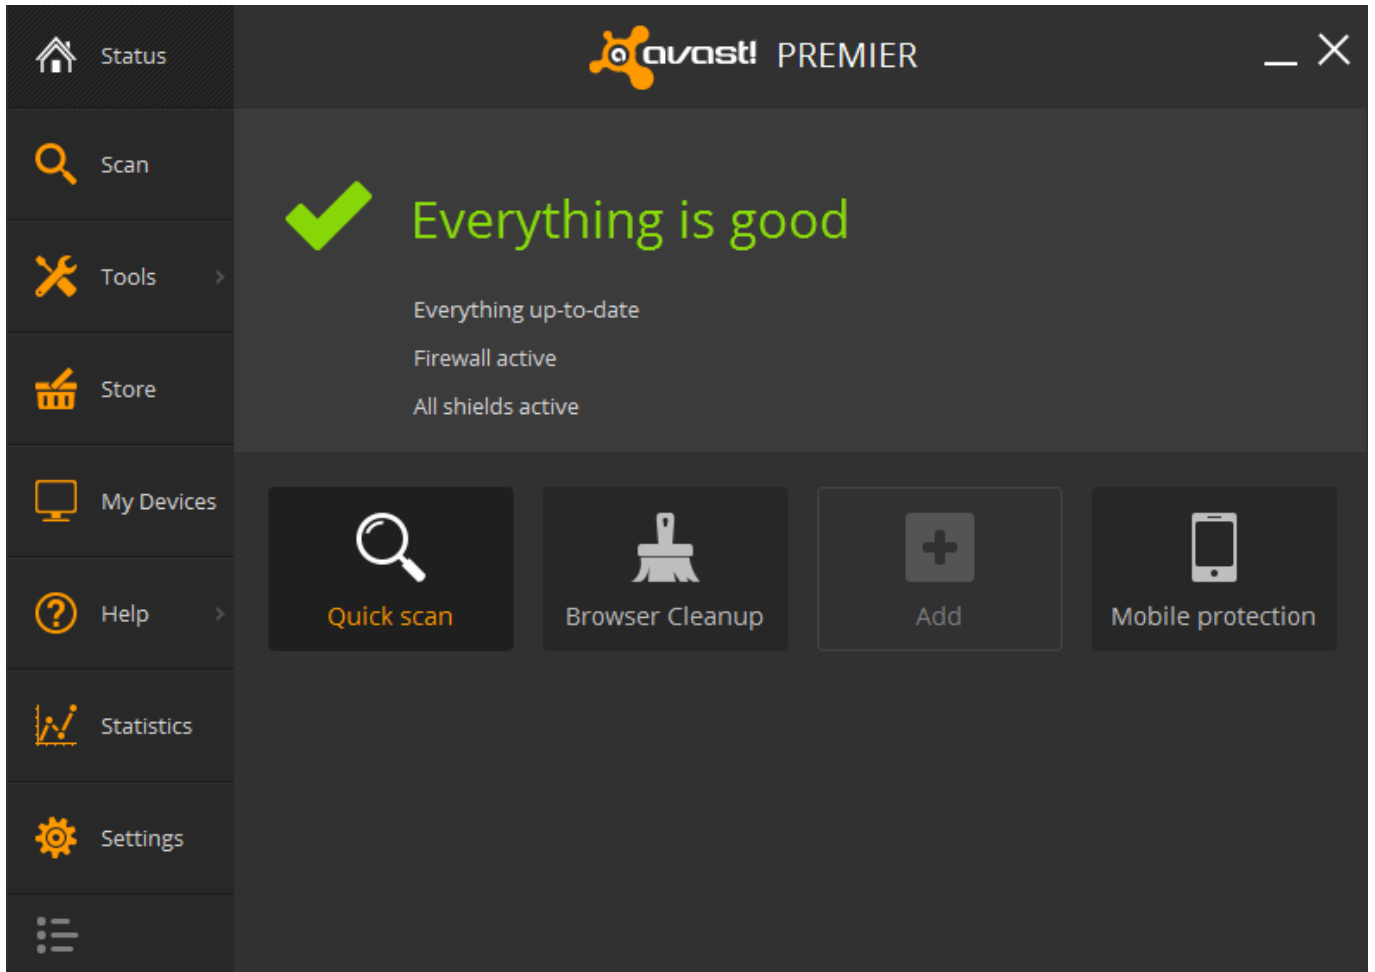 Status
avast! PREMIER
Scan
Tools
Store
My Devices
Help
Statistics
Settings
Everything is good
Everything up-to-date
Firewall active
All shields active
Quick scan
Browser Cleanup
Add
Mobile protection